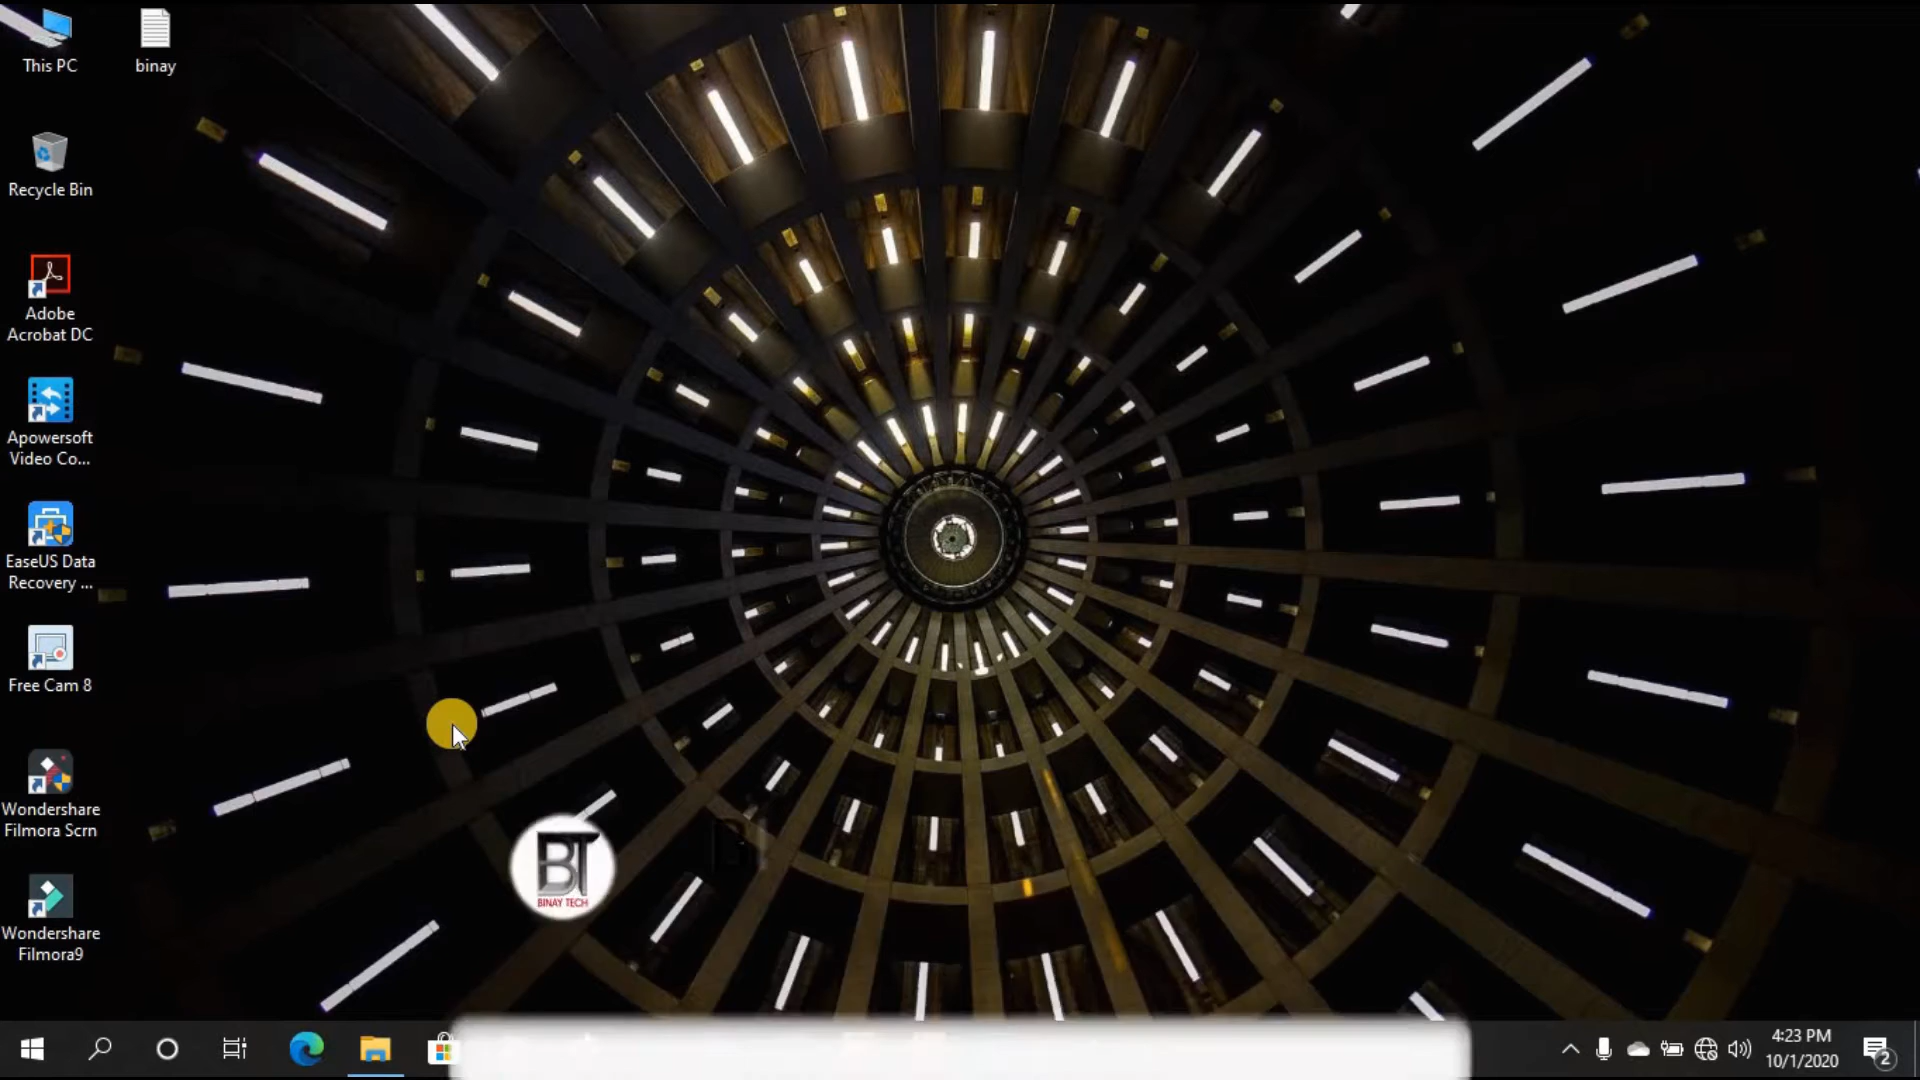 This PC
binay
Recycle Bin
Adobe
Acrobat DC
Apowersoft
Video Co...
EaseUS Data
Recovery ...
Free Cam 8
Wondershare
Filmora Scrn
Wondershare
Filmora9
BT
BINAY TECH
4:23 PM
10/1/2020
2